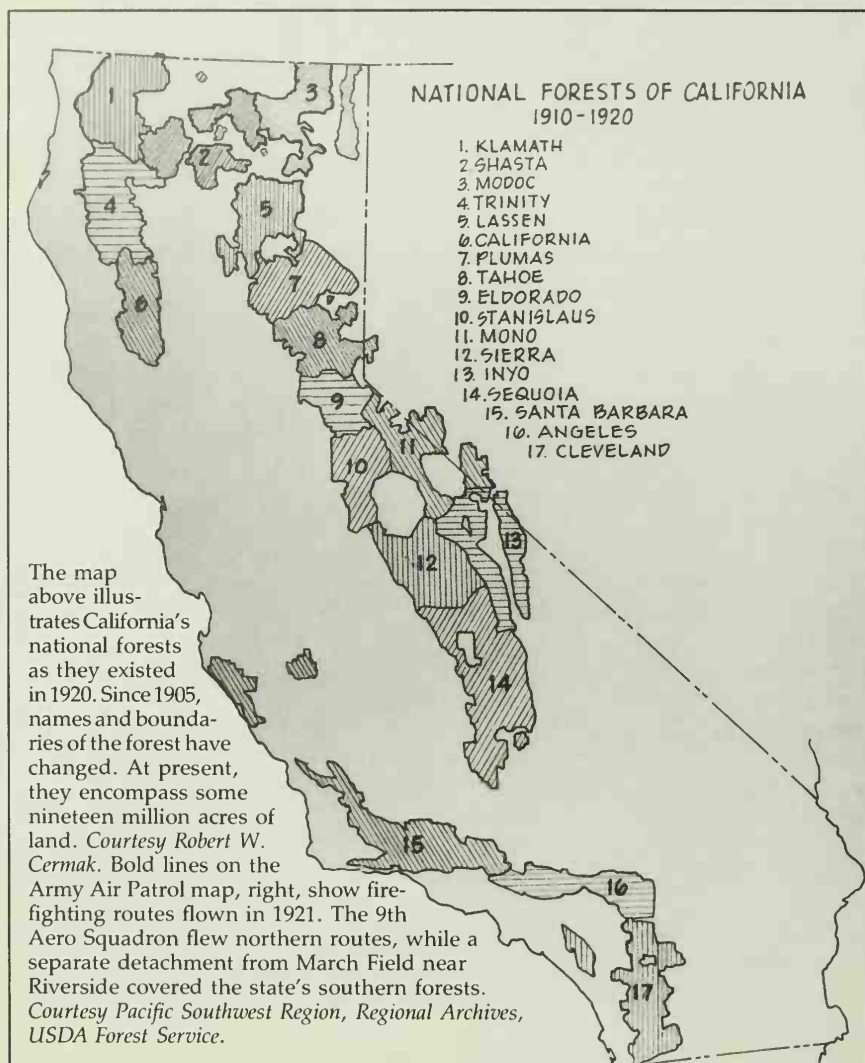 NATIONAL FORESTS OF CALIFORNIA
1910-1920
1. KLAMATH
2 SHASTA
3. MODOC
4. TRINITY
5. LASSEN
6. CALIFORNIA
7. PLUMAS
8. TAHOE
9. ELDORADO
10. STANISLAUS
11. MONO
12. SIERRA
13. INYO
14. SEQUOIA
15. SANTA BARBARA
16. ANGELES
17. CLEVELAND
1
3
2
4
5
6
7
8
9
10
11
12
13
14
15
16
17
The map
above illus-
trates California's
national forests
as they existed
in 1920. Since 1905,
names and bounda-
ries of the forest have
changed. At present,
they encompass some
nineteen million acres of
land. Courtesy Robert W.
Cermak. Bold lines on the
Army Air Patrol map, right, show fire-
fighting routes flown in 1921. The 9th
Aero Squadron flew northern routes, while a
separate detachment from March Field near
Riverside covered the state's southern forests.
Courtesy Pacific Southwest Region, Regional Archives,
USDA Forest Service.